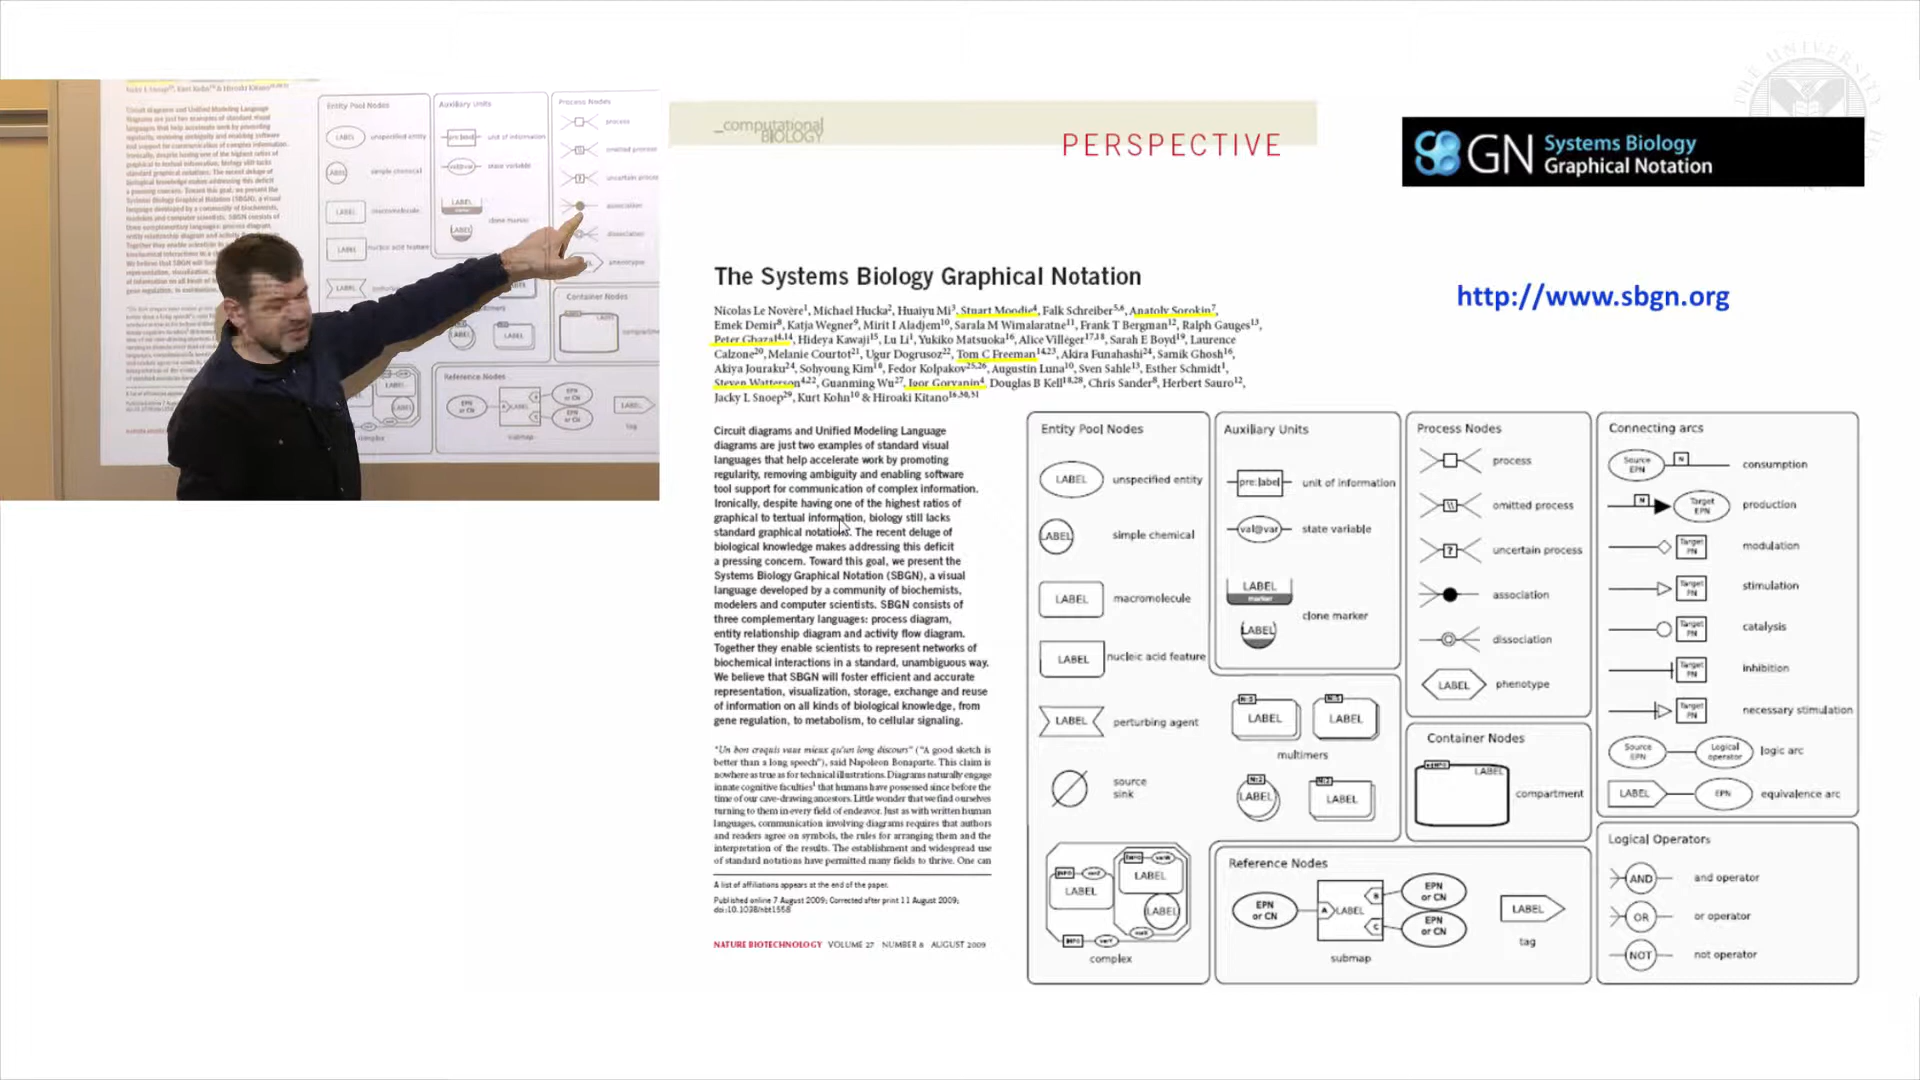 _computational
BIOLOGY
PERSPECTIVE
GN Systems Biology
Graphical Notation
http://www.sbgn.org
The Systems Biology Graphical Notation
Nicolas Le Novère1, Michael Hucka2, Huaiyu Mi3, Stuart Moodie4, Falk Schreiber5,6, Anatoly Sorokin7,
Emek Demir8, Katja Wegner9, Mirit I Aladjem10, Sarala M Wimalaratne11, Frank T Bergman12, Ralph Gauges13,
Peter Ghazal4,14, Hideya Kawaji15, Lu Li1, Yukiko Matsuoka16, Alice Villéger17,18, Sarah E Boyd19, Laurence
Calzone20, Melanie Courtot21, Ugur Dogrusoz22, Tom C Freeman14,23, Akira Funahashi24, Samik Ghosh16,
Akiya Jouraku24, Sohyoung Kim10, Fedor Kolpakov25,26, Augustin Luna10, Sven Sahle13, Esther Schmidt1,
Steven Watterson4,22, Guanming Wu27, Igor Goryanin4, Douglas B Kell18,28, Chris Sander8, Herbert Sauro12,
Jacky L Snoep29, Kurt Kohn10 & Hiroaki Kitano16,30,31
Circuit diagrams and Unified Modeling Language
diagrams are just two examples of standard visual
languages that help accelerate work by promoting
regularity, removing ambiguity and enabling software
tool support for communication of complex information.
Ironically, despite having one of the highest ratios of
graphical to textual information, biology still lacks
standard graphical notations. The recent deluge of
biological knowledge makes addressing this deficit
a pressing concern. Toward this goal, we present the
Systems Biology Graphical Notation (SBGN), a visual
language developed by a community of biochemists,
modelers and computer scientists. SBGN consists of
three complementary languages: process diagram,
entity relationship diagram and activity flow diagram.
Together they enable scientists to represent networks of
biochemical interactions in a standard, unambiguous way.
We believe that SBGN will foster efficient and accurate
representation, visualization, storage, exchange and reuse
of information on all kinds of biological knowledge, from
gene regulation, to metabolism, to cellular signaling.
"Un bon croquis vaut mieux qu'un long discours" ("A good sketch is
better than a long speech"), said Napoleon Bonaparte. This claim is
nowhere as true as for technical illustrations. Diagrams naturally engage
innate cognitive faculties1 that humans have possessed since before the
time of our cave-drawing ancestors. Little wonder that we find ourselves
turning to them in every field of endeavor. Just as with written human
languages, communication involving diagrams requires that authors
and readers agree on symbols, the rules for arranging them and the
interpretation of the results. The establishment and widespread use
of standard notations have permitted many fields to thrive. One can
A list of affiliations appears at the end of the paper.
Published online 7 August 2009; Corrected after print 11 August 2009;
doi:10.1038/nbt1558
NATURE BIOTECHNOLOGY VOLUME 27 NUMBER 8 AUGUST 2009
Entity Pool Nodes
LABEL unspecified entity
LABEL simple chemical
LABEL macromolecule
LABEL nucleic acid feature
LABEL perturbing agent
source
sink
LABEL LABEL LABEL
complex
Auxiliary Units
pre:label unit of information
val@var state variable
LABEL
marker
clone marker
LABEL
N:3 LABEL N:5 LABEL
multimers
N:2 LABEL N:2 LABEL
Process Nodes
process
\\ omitted process
? uncertain process
association
dissociation
LABEL phenotype
Container Nodes
LABEL
compartment
Reference Nodes
EPN
or CN
A LABEL B C
EPN
or CN
EPN
or CN
submap
LABEL
tag
Connecting arcs
Source
EPN N consumption
N Target
EPN production
Target
PN modulation
Target
PN stimulation
Target
PN catalysis
Target
PN inhibition
Target
PN necessary stimulation
Source
EPN Logical
operator logic arc
LABEL EPN equivalence arc
Logical Operators
AND and operator
OR or operator
NOT not operator